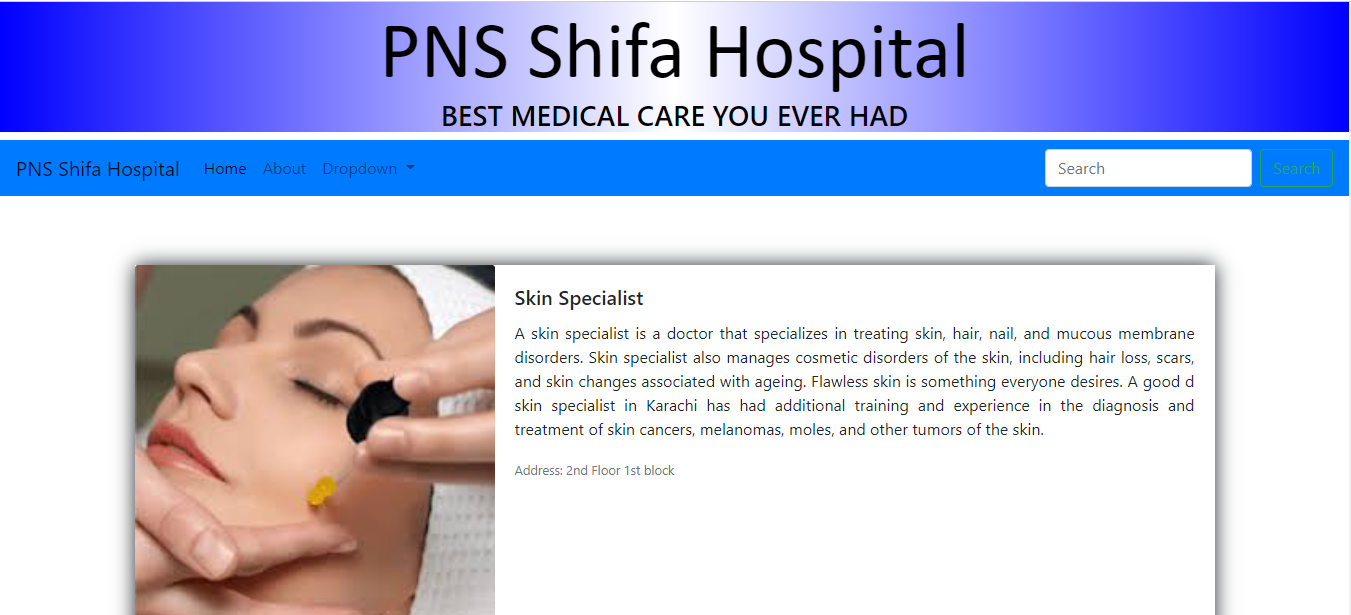 PNS Shifa Hospital
BEST MEDICAL CARE YOU EVER HAD
PNS Shifa Hospital Home About Dropdown Search Search
Skin Specialist
A skin specialist is a doctor that specializes in treating skin, hair, nail, and mucous membrane
disorders. Skin specialist also manages cosmetic disorders of the skin, including hair loss, scars,
and skin changes associated with ageing. Flawless skin is something everyone desires. A good d
skin specialist in Karachi has had additional training and experience in the diagnosis and
treatment of skin cancers, melanomas, moles, and other tumors of the skin.
Address: 2nd Floor 1st block